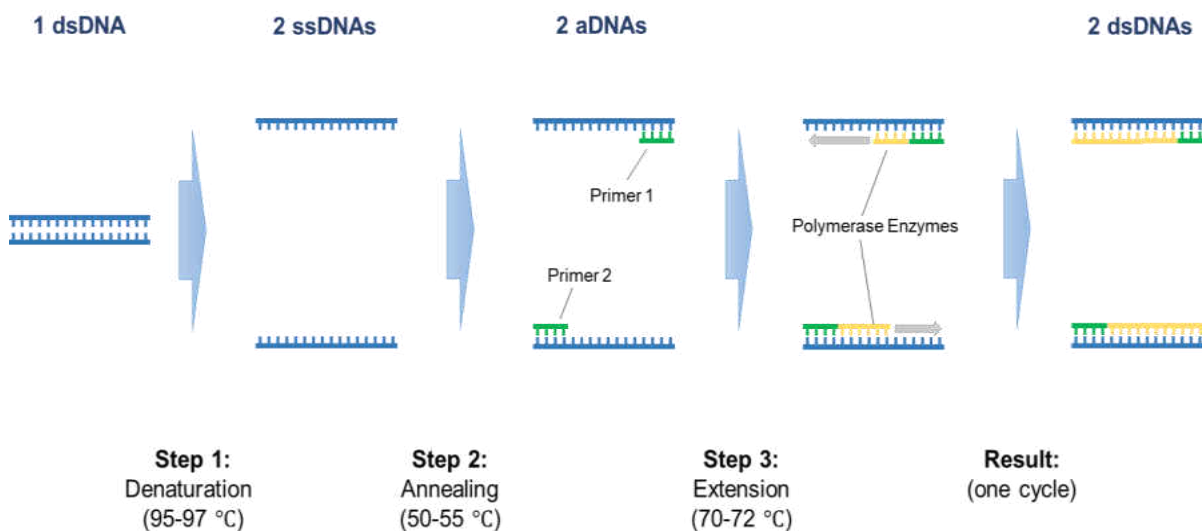 1 dsDNA
2 ssDNAs
2 aDNAs
2 dsDNAs
Primer 1
Polymerase Enzymes
Primer 2
Step 1:
Denaturation
(95-97 °C)
Step 2:
Annealing
(50-55 °C)
Step 3:
Extension
(70-72 °C)
Result:
(one cycle)